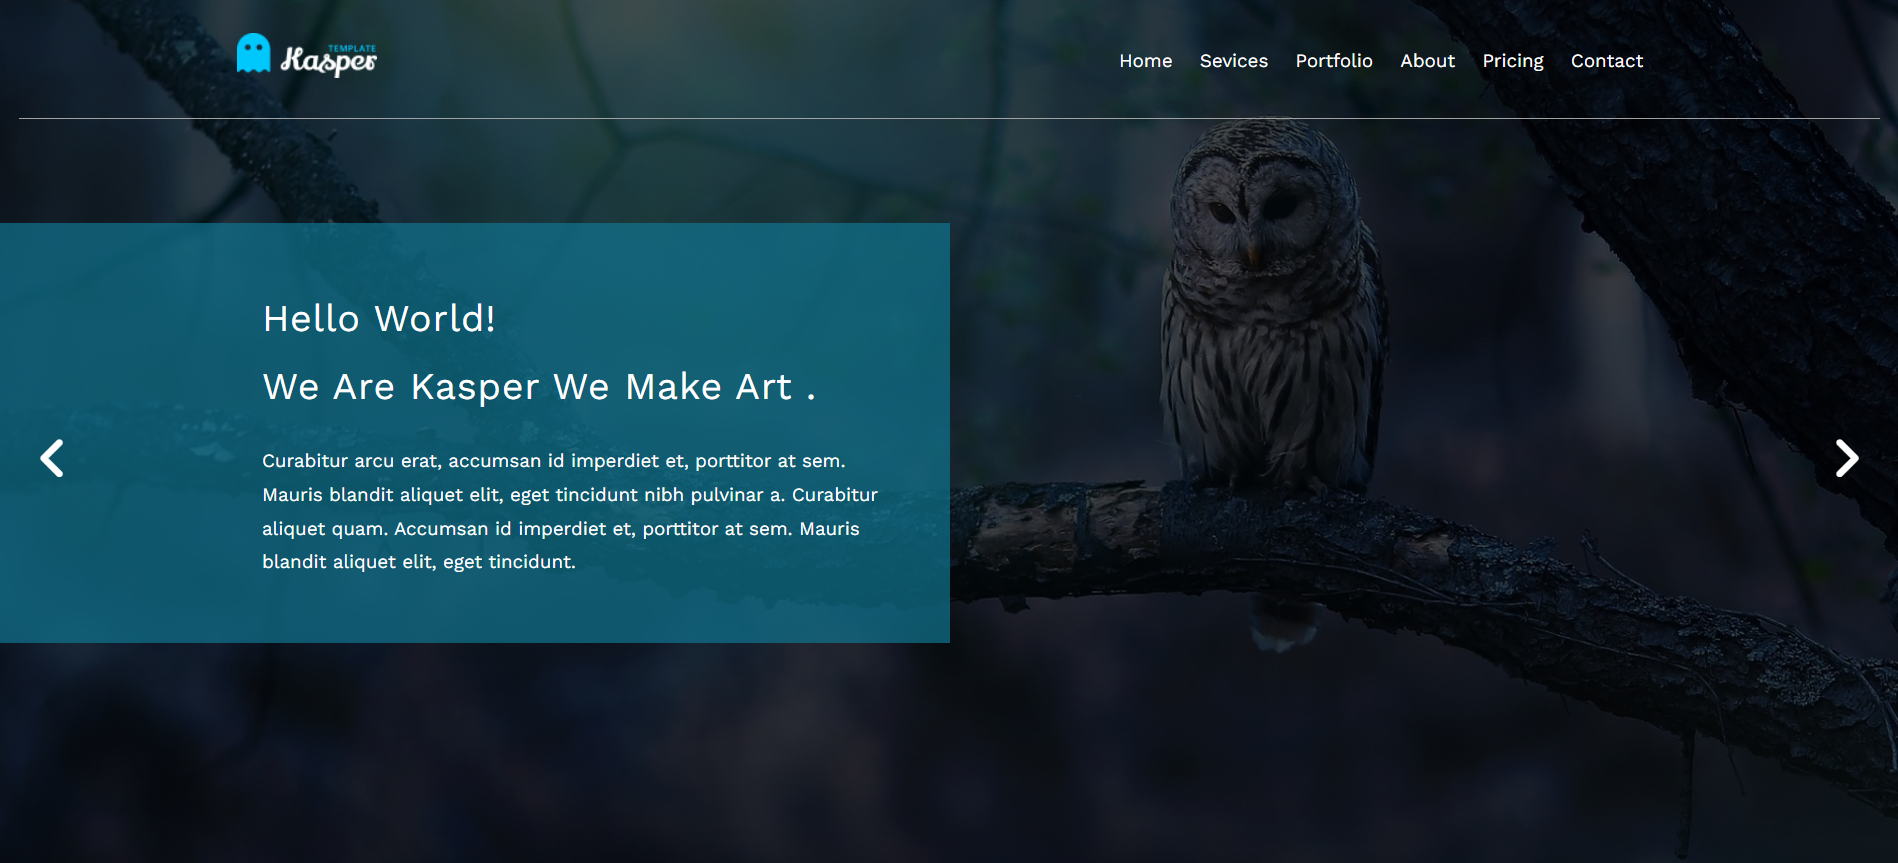 TEMPLATE
Kasper
Home Sevices Portfolio About Pricing Contact
Hello World!
We Are Kasper We Make Art .
Curabitur arcu erat, accumsan id imperdiet et, porttitor at sem.
Mauris blandit aliquet elit, eget tincidunt nibh pulvinar a. Curabitur
aliquet quam. Accumsan id imperdiet et, porttitor at sem. Mauris
blandit aliquet elit, eget tincidunt.